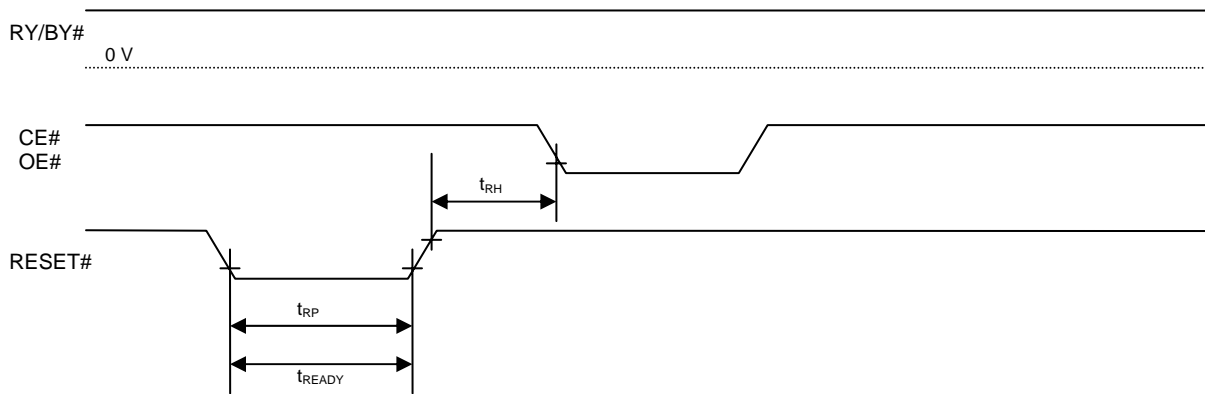 RY/BY#
0 V
CE#
OE#
tRH
RESET#
tRP
tREADY